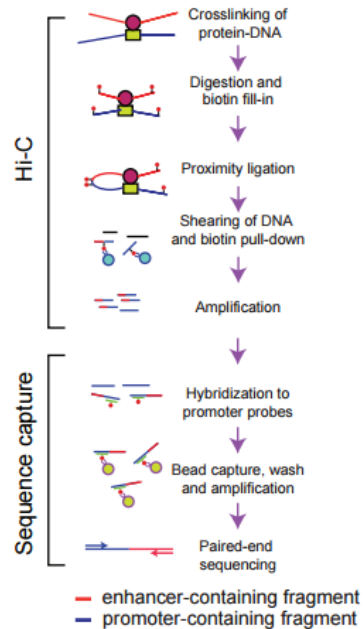 Hi-C
Crosslinking of
protein-DNA
Digestion and
biotin fill-in
Proximity ligation
Shearing of DNA
and biotin pull-down
Amplification
Sequence capture
Hybridization to
promoter probes
Bead capture, wash
and amplification
Paired-end
sequencing
enhancer-containing fragment
promoter-containing fragment